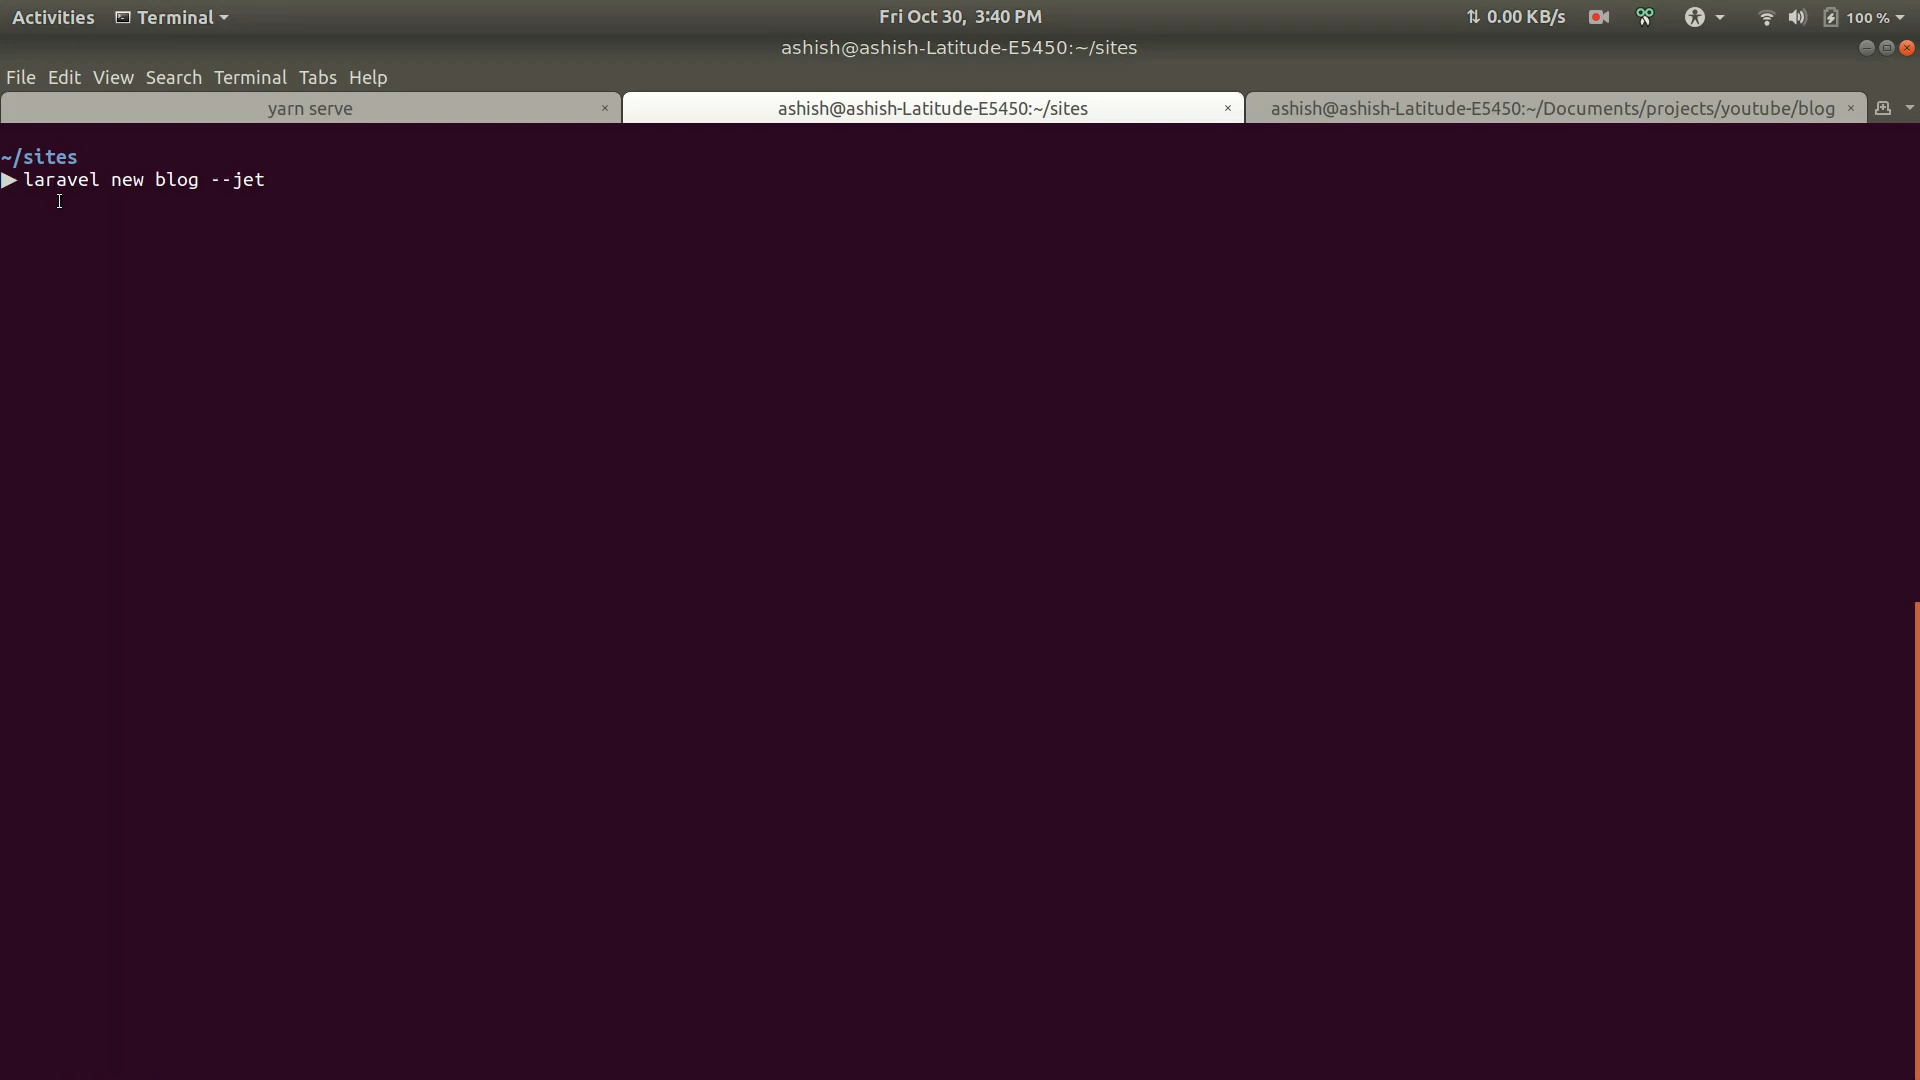 Activities Terminal Fri Oct 30, 3:40 PM 0.00 KB/s 100 %
ashish@ashish-Latitude-E5450:~/sites
File Edit View Search Terminal Tabs Help
yarn serve × ashish@ashish-Latitude-E5450:~/sites × ashish@ashish-Latitude-E5450:~/Documents/projects/youtube/blog ×
~/sites
▶ laravel new blog --jet